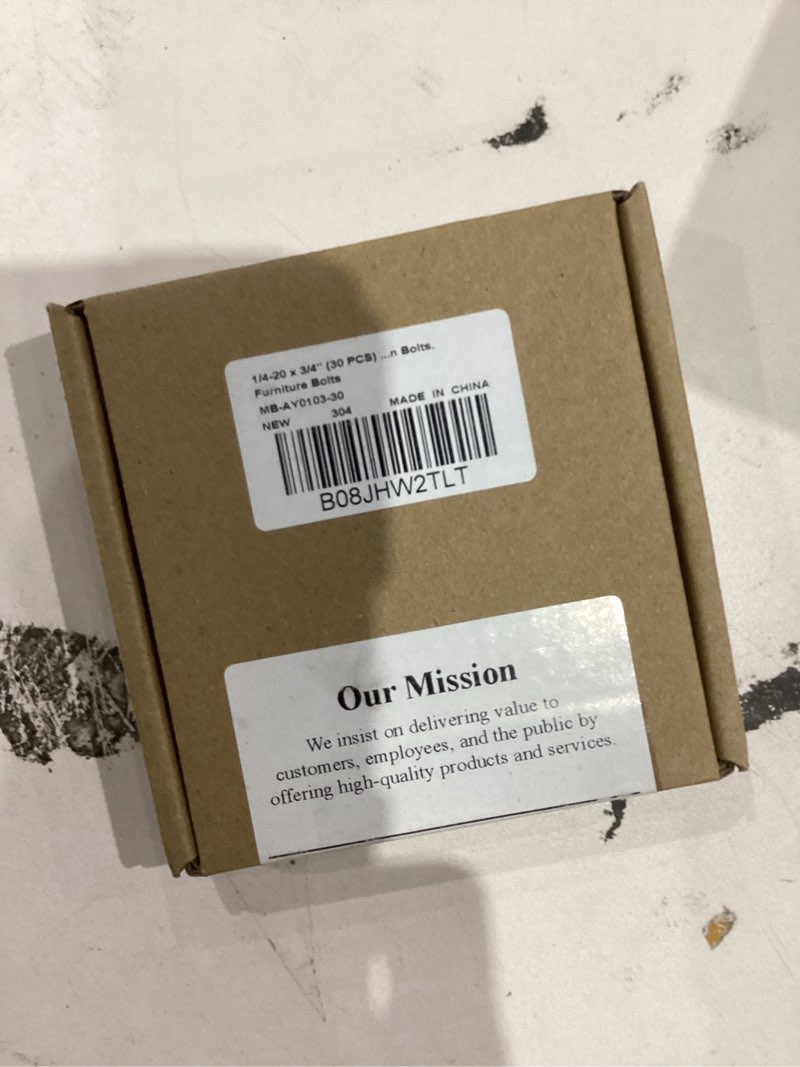 1/4-20 x 3/4" (30 PCS) ...n Bolts,
Furniture Bolts
MB-AY0103-30
NEW 304 MADE IN CHINA
B08JHW2TLT
Our Mission
We insist on delivering value to
customers, employees, and the public by
offering high-quality products and services.